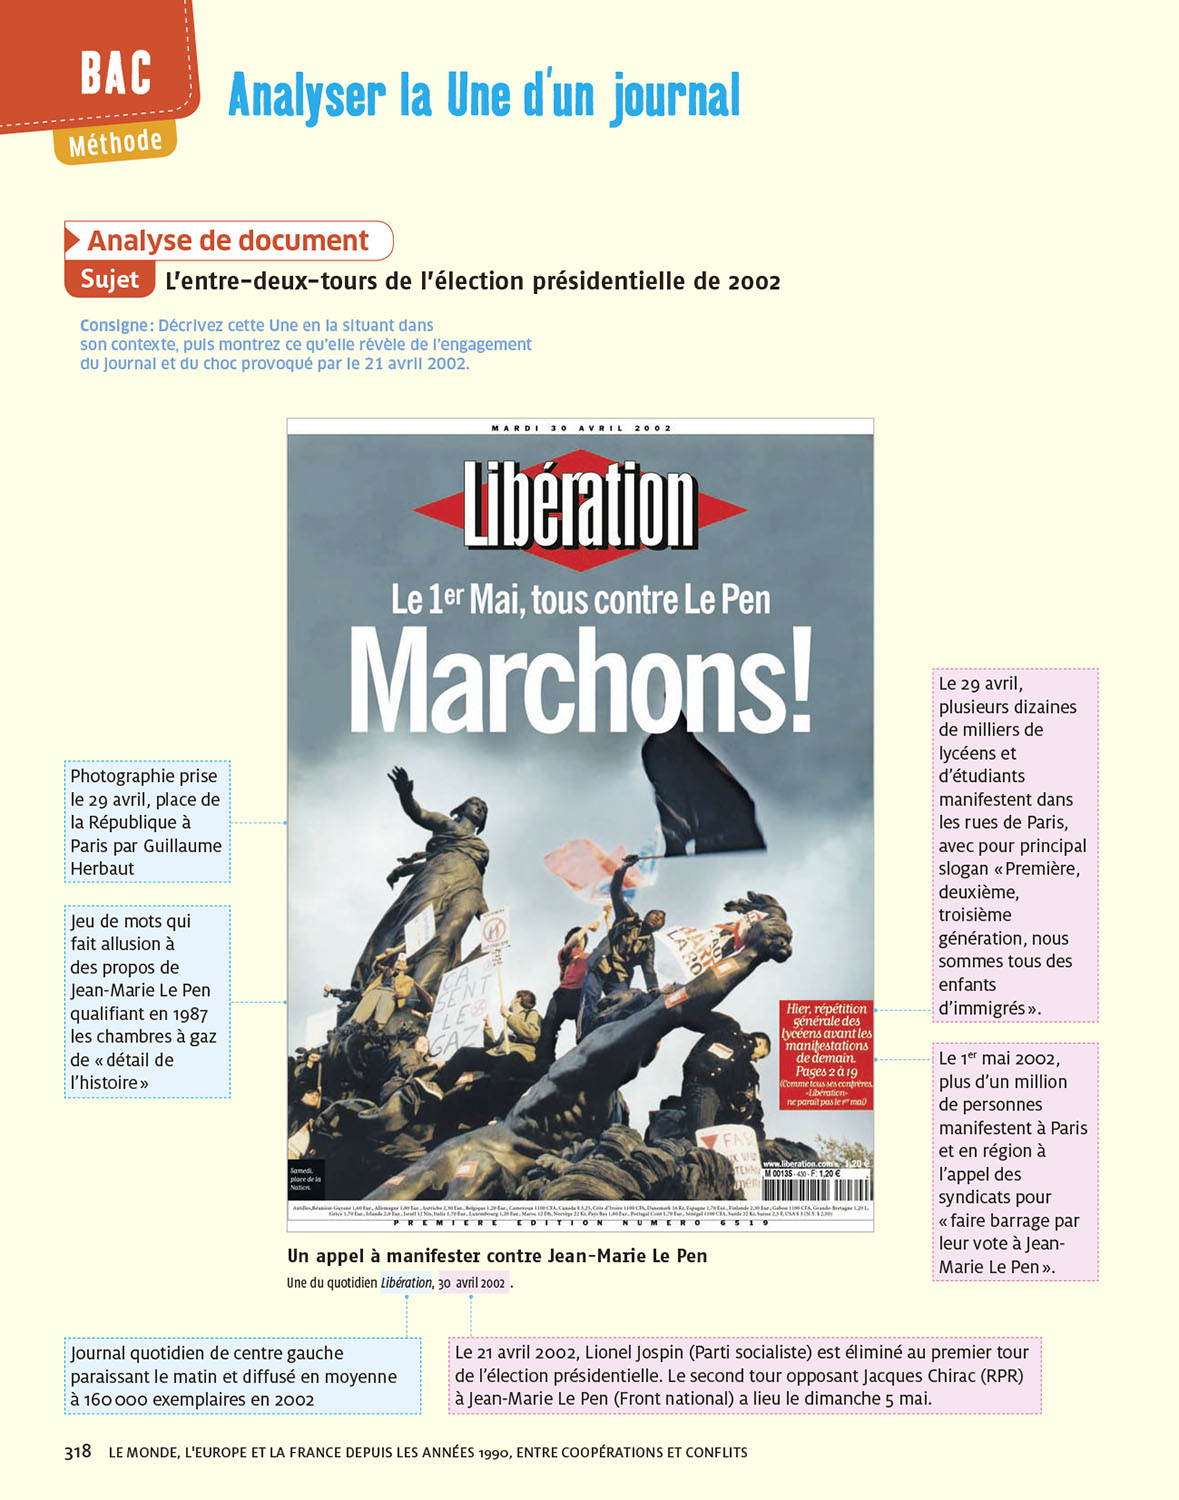 BAC
Méthode
Analyser la Une d'un journal
Analyse de document
Sujet L'entre-deux-tours de l'élection présidentielle de 2002
Consigne : Décrivez cette Une en la situant dans
son contexte, puis montrez ce qu'elle révèle de l'engagement
du journal et du choc provoqué par le 21 avril 2002.
MARDI 30 AVRIL 2002
Libération
Le 1er Mai, tous contre Le Pen
Marchons!
Photographie prise
le 29 avril, place de
la République à
Paris par Guillaume
Herbaut
Jeu de mots qui
fait allusion à
des propos de
Jean-Marie Le Pen
qualifiant en 1987
les chambres à gaz
de « détail de
l'histoire »
ÇA
SENT
LE
GAZ
Hier, répétition
générale des
lycéens avant les
manifestations
de demain.
Pages 2 à 19
(Comme tous ses confrères,
«Libération»
ne paraît pas le 1er mai)
Samedi,
place de la
Nation.
www.liberation.com 1,20 €
M 00135 - 430 - F: 1,20 €
PREMIERE EDITION NUMERO 6519
Le 29 avril,
plusieurs dizaines
de milliers de
lycéens et
d'étudiants
manifestent dans
les rues de Paris,
avec pour principal
slogan « Première,
deuxième,
troisième
génération, nous
sommes tous des
enfants
d'immigrés ».
Le 1er mai 2002,
plus d'un million
de personnes
manifestent à Paris
et en région à
l'appel des
syndicats pour
« faire barrage par
leur vote à Jean-
Marie Le Pen ».
Un appel à manifester contre Jean-Marie Le Pen
Une du quotidien Libération, 30 avril 2002 .
Journal quotidien de centre gauche
paraissant le matin et diffusé en moyenne
à 160 000 exemplaires en 2002
Le 21 avril 2002, Lionel Jospin (Parti socialiste) est éliminé au premier tour
de l'élection présidentielle. Le second tour opposant Jacques Chirac (RPR)
à Jean-Marie Le Pen (Front national) a lieu le dimanche 5 mai.
318 LE MONDE, L'EUROPE ET LA FRANCE DEPUIS LES ANNÉES 1990, ENTRE COOPÉRATIONS ET CONFLITS